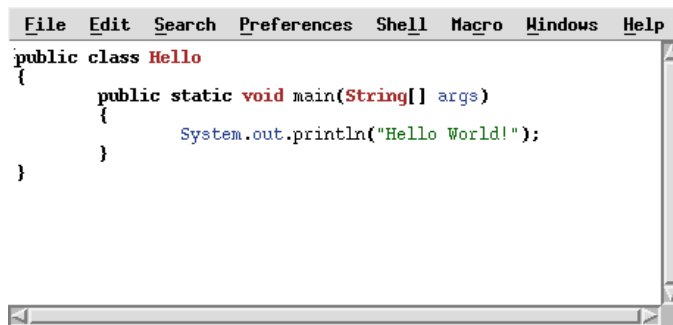 File Edit Search Preferences Shell Macro Windows Help
public class Hello
{
        public static void main(String[] args)
        {
                System.out.println("Hello World!");
        }
}